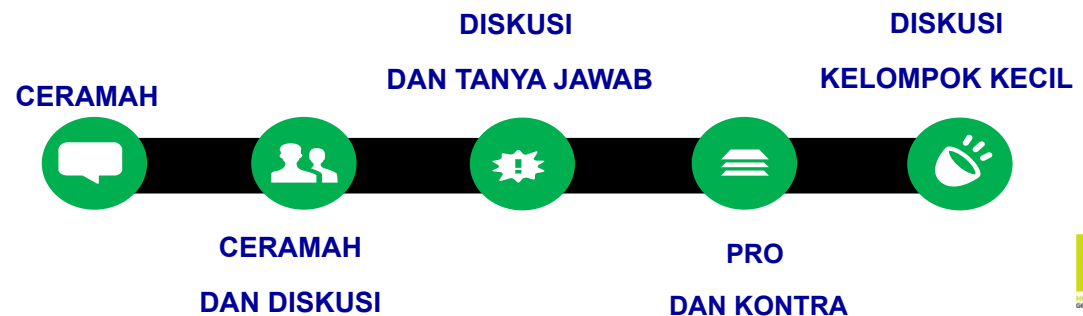 CERAMAH
CERAMAH
DAN DISKUSI
DISKUSI
DAN TANYA JAWAB
PRO
DAN KONTRA
DISKUSI
KELOMPOK KECIL